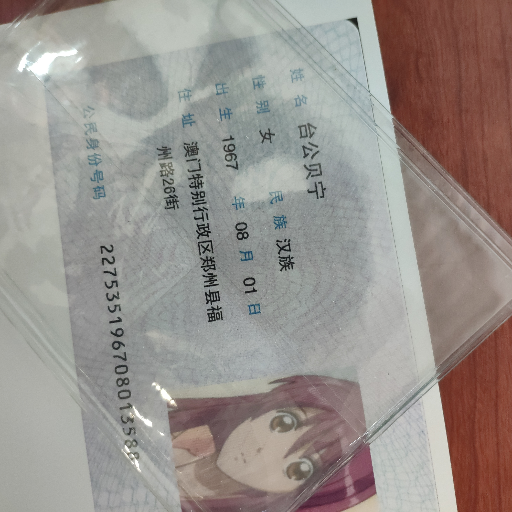 姓名 台公贝宁
性别 女 民族 汉族
出生 1967 年 08 月 01 日
住址 澳门特别行政区郑州县福
州路26街
公民身份号码 227535196708013588